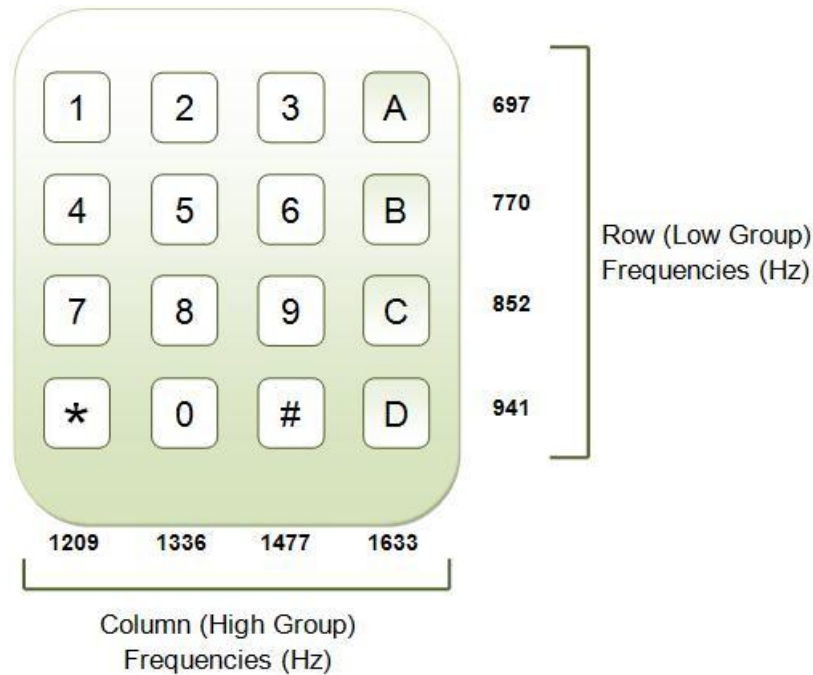 1 2 3 A 697
4 5 6 B 770
Row (Low Group)
Frequencies (Hz)
7 8 9 C 852
* 0 # D 941
1209 1336 1477 1633
Column (High Group)
Frequencies (Hz)